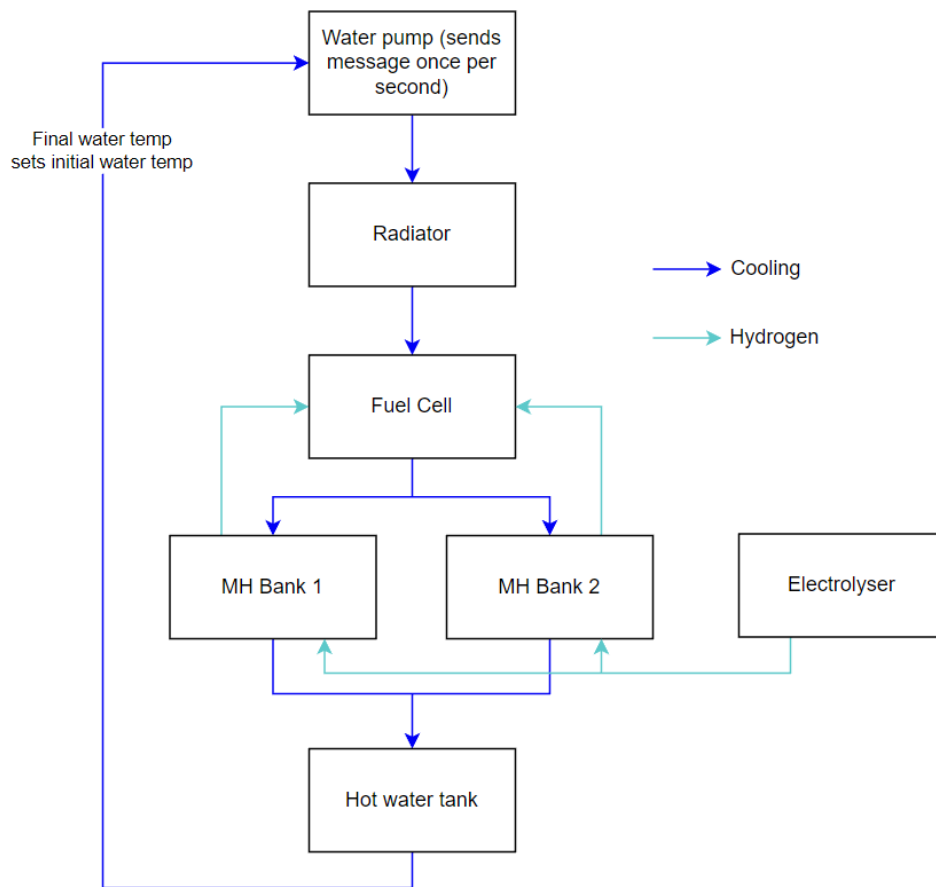 Water pump (sends
message once per
second)
Final water temp
sets initial water temp
Radiator
Cooling
Hydrogen
Fuel Cell
MH Bank 1
MH Bank 2
Electrolyser
Hot water tank